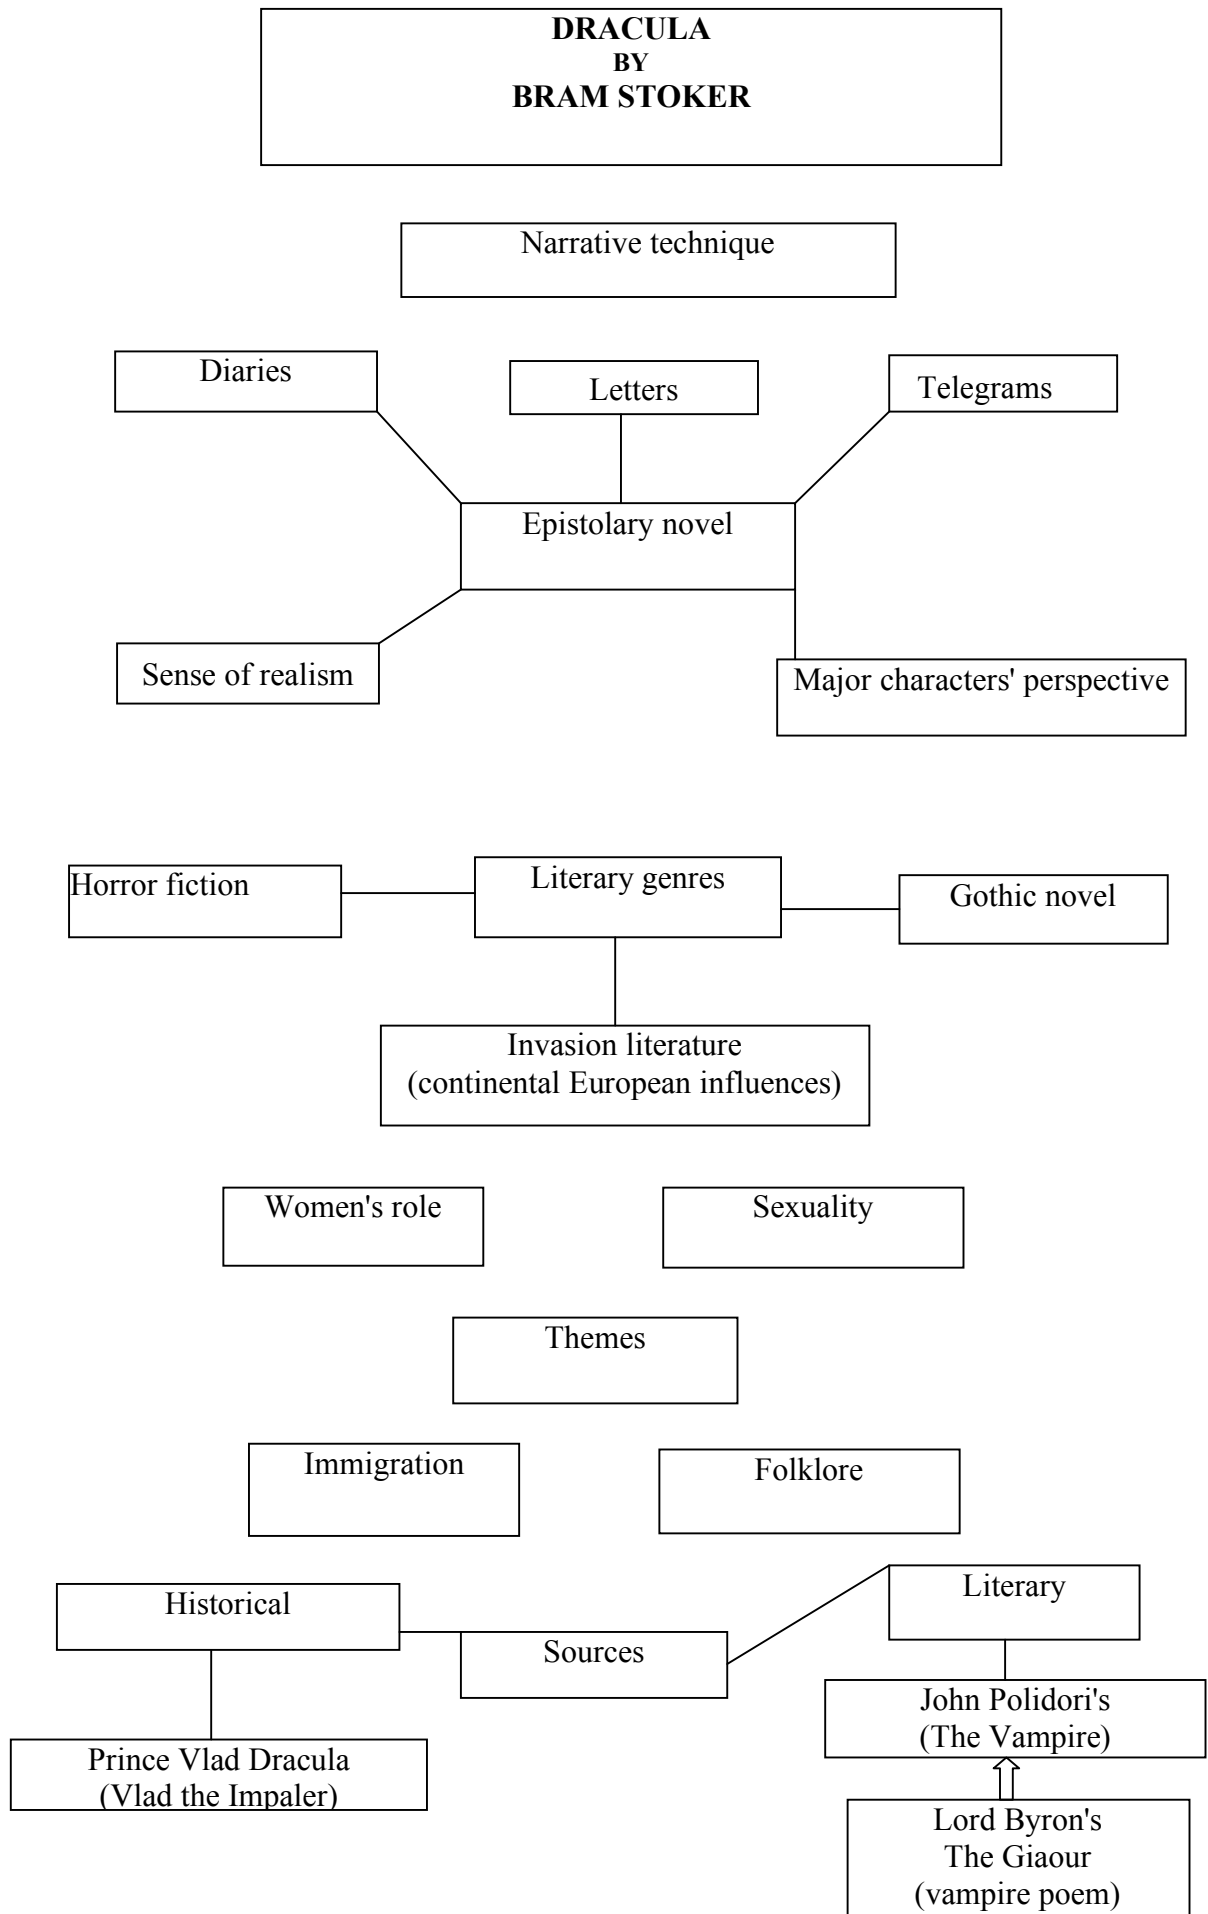 DRACULA
BY
BRAM STOKER
Narrative technique
Diaries
Letters
Telegrams
Epistolary novel
Sense of realism
Major characters' perspective
Horror fiction
Literary genres
Gothic novel
Invasion literature
(continental European influences)
Women's role
Sexuality
Themes
Immigration
Folklore
Historical
Sources
Literary
Prince Vlad Dracula
(Vlad the Impaler)
John Polidori's
(The Vampire)
Lord Byron's
The Giaour
(vampire poem)